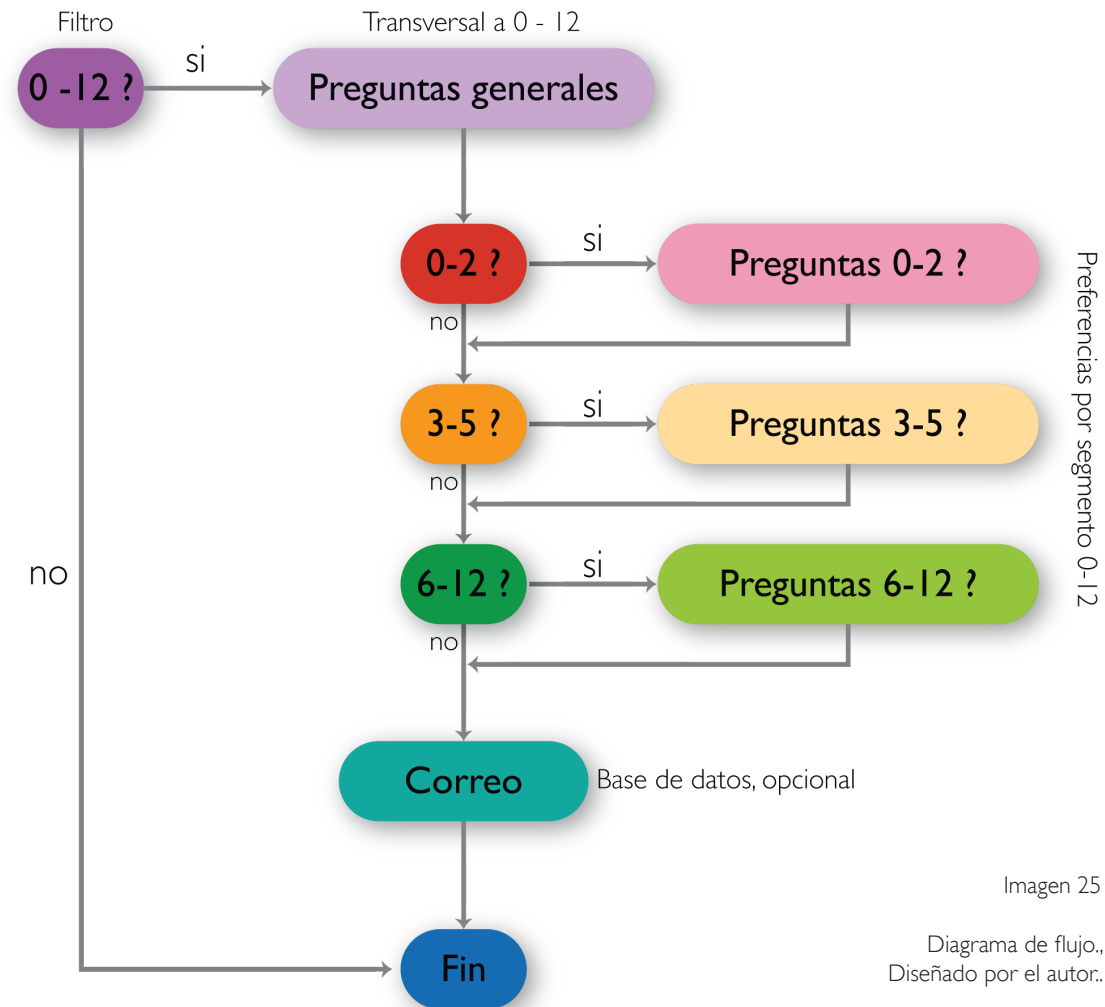 Filtro
Transversal a 0 - 12
0 -12 ?
si
Preguntas generales
0-2 ?
si
Preguntas 0-2 ?
no
3-5 ?
si
Preguntas 3-5 ?
no
6-12 ?
si
Preguntas 6-12 ?
no
Preferencias por segmento 0-12
no
Correo
Base de datos, opcional
Fin
Imagen 25
Diagrama de flujo.,
Diseñado por el autor..